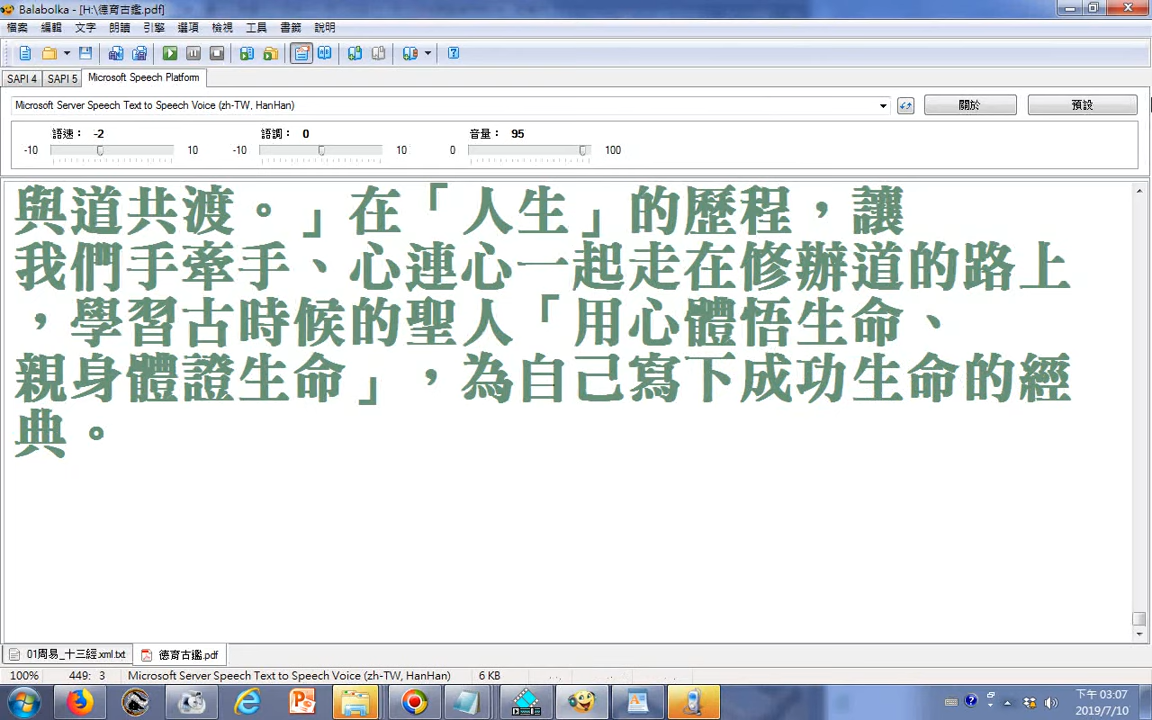 Balabolka - [H:\德育古鑑.pdf]
檔案 編輯 文字 朗讀 引擎 選項 檢視 工具 書籤 說明
SAPI 4 SAPI 5 Microsoft Speech Platform
Microsoft Server Speech Text to Speech Voice (zh-TW, HanHan) 關於 預設
語速： -2 語調： 0 音量： 95
-10 10 -10 10 0 100
與道共渡。」在「人生」的歷程，讓
我們手牽手、心連心一起走在修辦道的路上
，學習古時候的聖人「用心體悟生命、
親身體證生命」，為自己寫下成功生命的經
典。
01周易_十三經.xml.txt 德育古鑑.pdf
100% 449: 3 Microsoft Server Speech Text to Speech Voice (zh-TW, HanHan) 6 KB
下午 03:07
2019/7/10